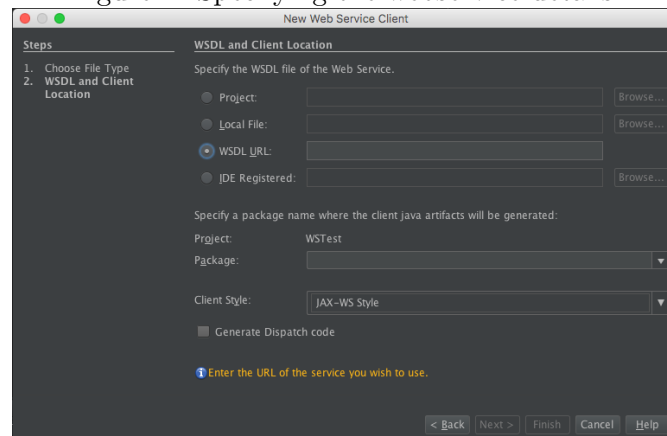 New Web Service Client
Steps
1. Choose File Type
2. WSDL and Client
Location
WSDL and Client Location
Specify the WSDL file of the Web Service.
Project:
Browse...
Local File:
Browse...
WSDL URL:
IDE Registered:
Browse...
Specify a package name where the client java artifacts will be generated:
Project: WSTest
Package:
Client Style: JAX-WS Style
Generate Dispatch code
Enter the URL of the service you wish to use.
< Back Next > Finish Cancel Help